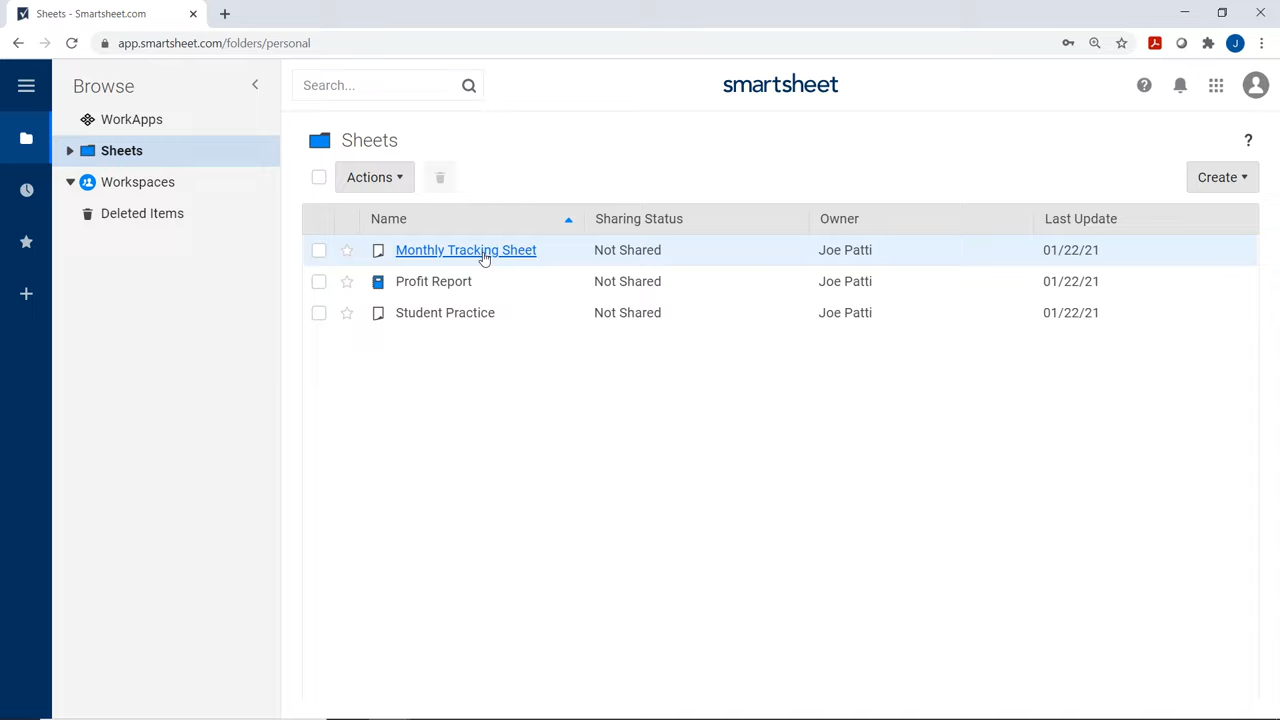 Sheets - Smartsheet.com
app.smartsheet.com/folders/personal
J
Browse
Search...
smartsheet
WorkApps
Sheets
Workspaces
Deleted Items
Sheets
Actions
Create
Name Sharing Status Owner Last Update
Monthly Tracking Sheet Not Shared Joe Patti 01/22/21
Profit Report Not Shared Joe Patti 01/22/21
Student Practice Not Shared Joe Patti 01/22/21